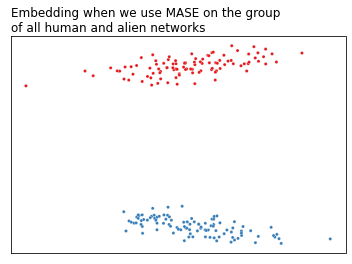 Embedding when we use MASE on the group
of all human and alien networks